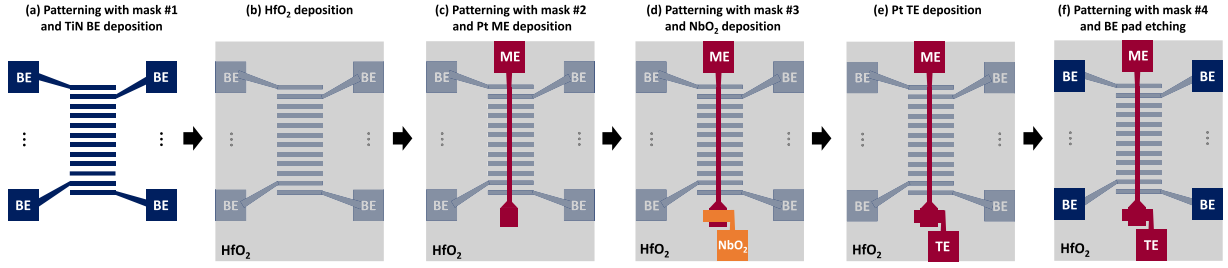 (a) Patterning with mask #1
and TiN BE deposition
BE
BE
⋮
⋮
BE
BE
(b) HfO₂ deposition
BE
BE
⋮
⋮
BE
BE
HfO₂
(c) Patterning with mask #2
and Pt ME deposition
ME
BE
BE
⋮
⋮
BE
BE
HfO₂
(d) Patterning with mask #3
and NbO₂ deposition
ME
BE
BE
⋮
⋮
BE
BE
NbO₂
HfO₂
(e) Pt TE deposition
ME
BE
BE
⋮
⋮
BE
BE
TE
HfO₂
(f) Patterning with mask #4
and BE pad etching
ME
BE
BE
⋮
⋮
BE
BE
TE
HfO₂